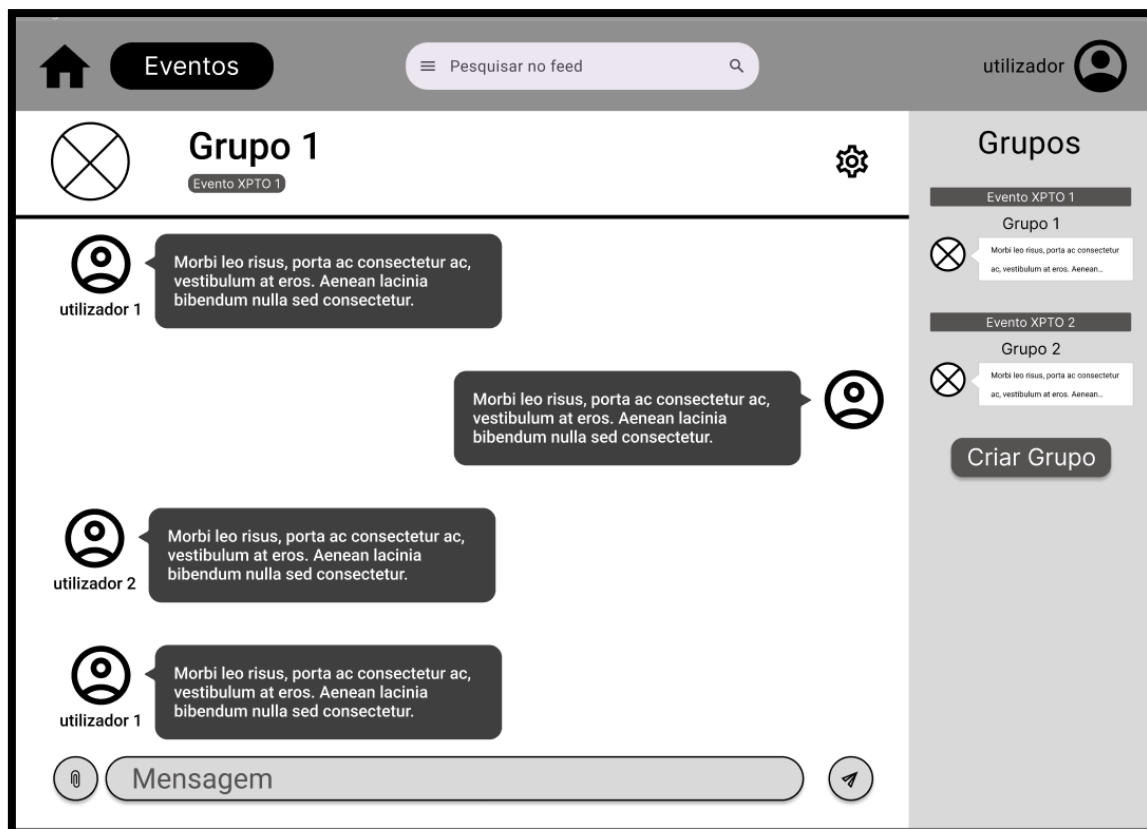 Eventos
Pesquisar no feed
utilizador
Grupo 1
Evento XPTO 1
utilizador 1
Morbi leo risus, porta ac consectetur ac,
vestibulum at eros. Aenean lacinia
bibendum nulla sed consectetur.
Morbi leo risus, porta ac consectetur ac,
vestibulum at eros. Aenean lacinia
bibendum nulla sed consectetur.
utilizador 2
Morbi leo risus, porta ac consectetur ac,
vestibulum at eros. Aenean lacinia
bibendum nulla sed consectetur.
utilizador 1
Morbi leo risus, porta ac consectetur ac,
vestibulum at eros. Aenean lacinia
bibendum nulla sed consectetur.
Mensagem
Grupos
Evento XPTO 1
Grupo 1
Morbi leo risus, porta ac consectetur
ac, vestibulum at eros. Aenean...
Evento XPTO 2
Grupo 2
Morbi leo risus, porta ac consectetur
ac, vestibulum at eros. Aenean...
Criar Grupo